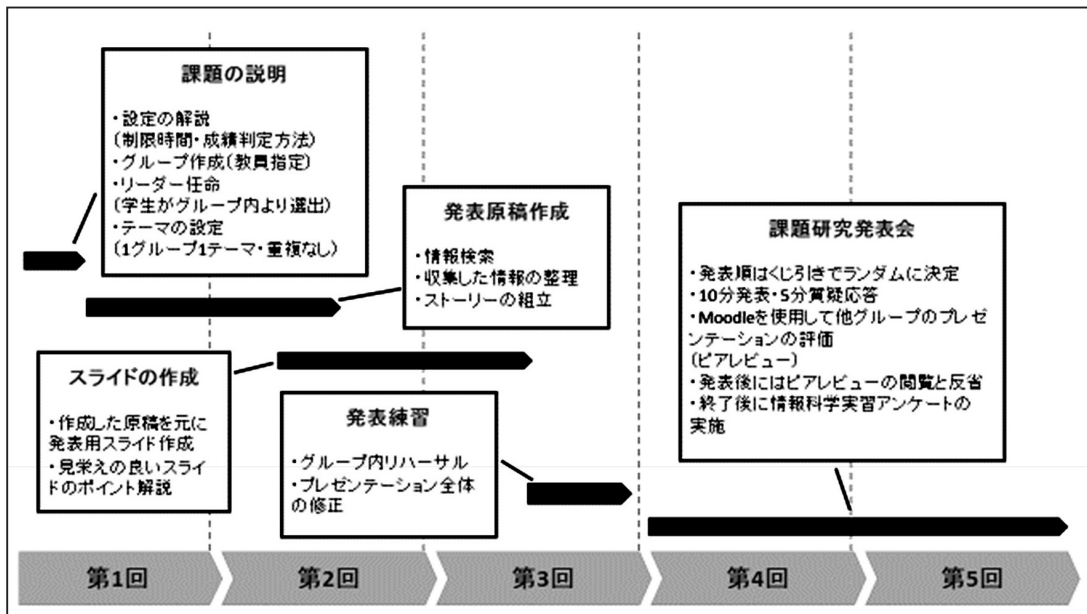 課題の説明
・設定の解説
(制限時間・成績判定方法)
・グループ作成(教員指定)
・リーダー任命
(学生がグループ内より選出)
・テーマの設定
(1グループ1テーマ・重複なし)
発表原稿作成
・情報検索
・収集した情報の整理
・ストーリーの組立
課題研究発表会
・発表順はくじ引きでランダムに決定
・10分発表・5分質疑応答
・Moodleを使用して他グループのプレゼ
ンテーションの評価
(ピアレビュー)
・発表後にはピアレビューの閲覧と反省
・終了後に情報科学実習アンケートの
実施
スライドの作成
・作成した原稿を元に
発表用スライド作成
・見栄えの良いスライ
ドのポイント解説
発表練習
・グループ内リハーサル
・プレゼンテーション全体
の修正
第1回
第2回
第3回
第4回
第5回